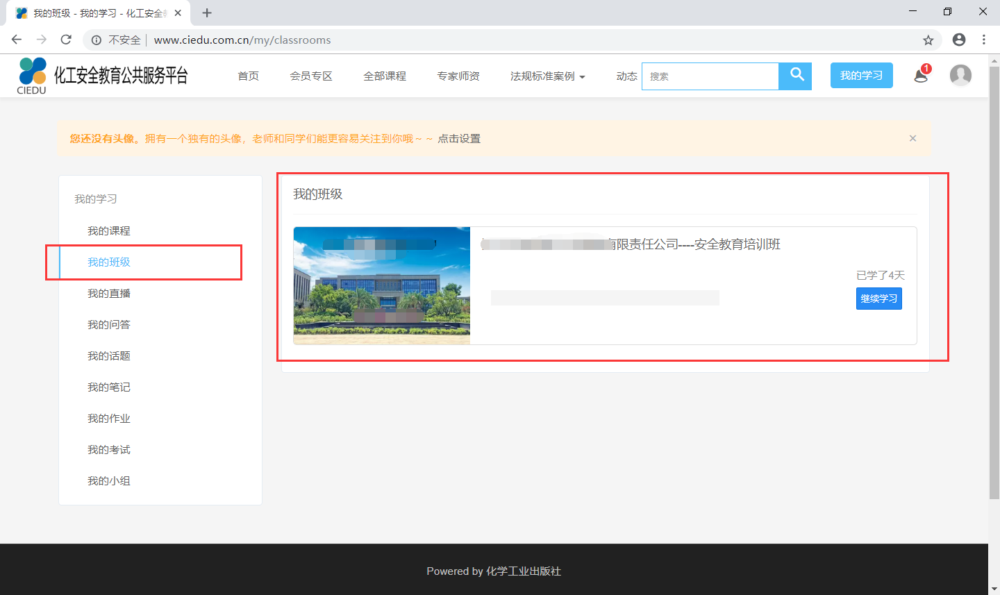 我的班级 - 我的学习 - 化工安全教
不安全 | www.ciedu.com.cn/my/classrooms
CIEDU
化工安全教育公共服务平台
首页
会员专区
全部课程
专家师资
法规标准案例
动态
搜索
我的学习
1
您还没有头像。拥有一个独有的头像，老师和同学们能更容易关注到你哦～～ 点击设置
×
我的学习
我的课程
我的班级
我的直播
我的问答
我的话题
我的笔记
我的作业
我的考试
我的小组
我的班级
有限责任公司----安全教育培训班
已学了4天
继续学习
Powered by 化学工业出版社